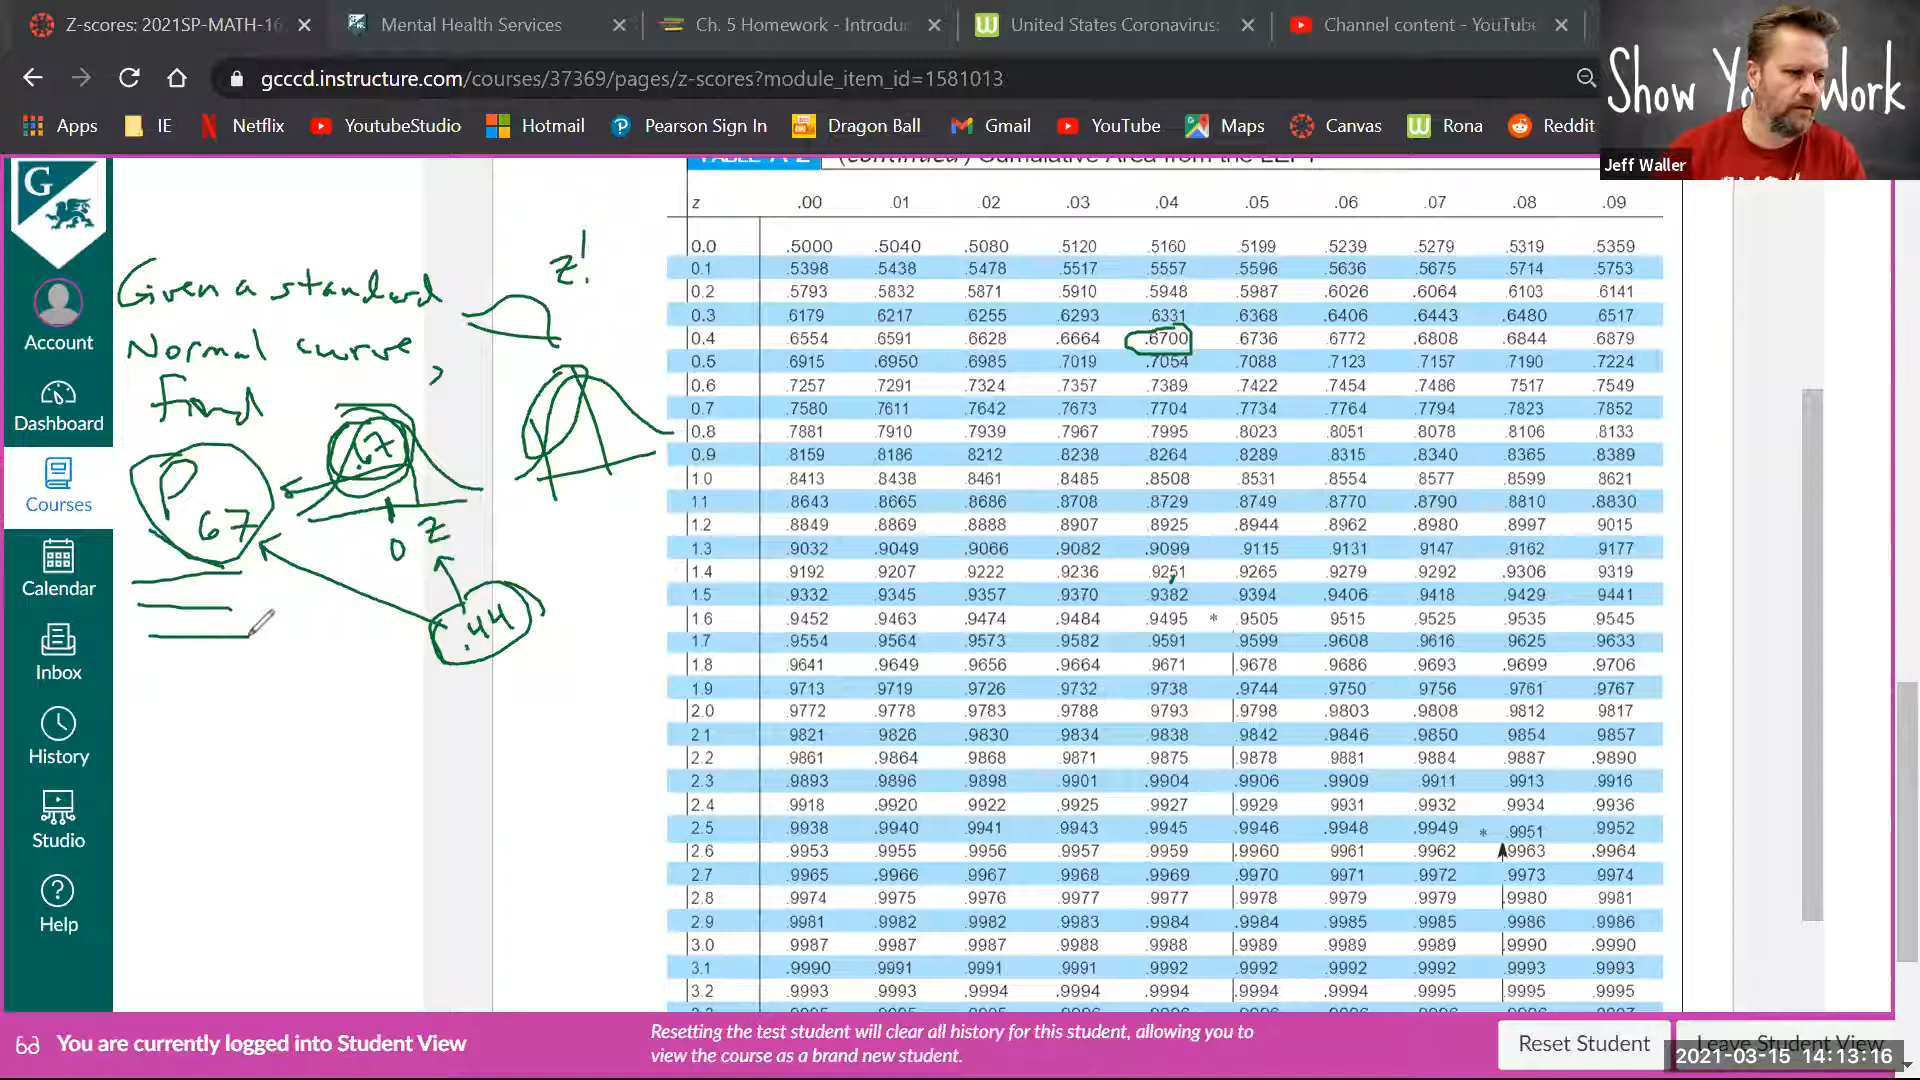 Z-scores: 2021SP-MATH-16
Mental Health Services
Ch. 5 Homework - Introduc
United States Coronavirus:
Channel content - YouTube
gcccd.instructure.com/courses/37369/pages/z-scores?module_item_id=1581013
Apps
IE
Netflix
YoutubeStudio
Hotmail
Pearson Sign In
Dragon Ball
Gmail
YouTube
Maps
Canvas
Rona
Reddit
Show Yo Work
Jeff Waller
G
Account
Dashboard
Courses
Calendar
Inbox
History
Studio
Help
Given a standard
Normal curve,
Find
P67
.67
0 z
.44
z!
TABLE A-2 (continued) Cumulative Area from the LEFT
z .00 .01 .02 .03 .04 .05 .06 .07 .08 .09
0.0 .5000 .5040 .5080 .5120 .5160 .5199 .5239 .5279 .5319 .5359
0.1 .5398 .5438 .5478 .5517 .5557 .5596 .5636 .5675 .5714 .5753
0.2 .5793 .5832 .5871 .5910 .5948 .5987 .6026 .6064 .6103 .6141
0.3 .6179 .6217 .6255 .6293 .6331 .6368 .6406 .6443 .6480 .6517
0.4 .6554 .6591 .6628 .6664 .6700 .6736 .6772 .6808 .6844 .6879
0.5 .6915 .6950 .6985 .7019 .7054 .7088 .7123 .7157 .7190 .7224
0.6 .7257 .7291 .7324 .7357 .7389 .7422 .7454 .7486 .7517 .7549
0.7 .7580 .7611 .7642 .7673 .7704 .7734 .7764 .7794 .7823 .7852
0.8 .7881 .7910 .7939 .7967 .7995 .8023 .8051 .8078 .8106 .8133
0.9 .8159 .8186 .8212 .8238 .8264 .8289 .8315 .8340 .8365 .8389
1.0 .8413 .8438 .8461 .8485 .8508 .8531 .8554 .8577 .8599 .8621
1.1 .8643 .8665 .8686 .8708 .8729 .8749 .8770 .8790 .8810 .8830
1.2 .8849 .8869 .8888 .8907 .8925 .8944 .8962 .8980 .8997 .9015
1.3 .9032 .9049 .9066 .9082 .9099 .9115 .9131 .9147 .9162 .9177
1.4 .9192 .9207 .9222 .9236 .9251 .9265 .9279 .9292 .9306 .9319
1.5 .9332 .9345 .9357 .9370 .9382 .9394 .9406 .9418 .9429 .9441
1.6 .9452 .9463 .9474 .9484 .9495 * .9505 .9515 .9525 .9535 .9545
1.7 .9554 .9564 .9573 .9582 .9591 .9599 .9608 .9616 .9625 .9633
1.8 .9641 .9649 .9656 .9664 .9671 .9678 .9686 .9693 .9699 .9706
1.9 .9713 .9719 .9726 .9732 .9738 .9744 .9750 .9756 .9761 .9767
2.0 .9772 .9778 .9783 .9788 .9793 .9798 .9803 .9808 .9812 .9817
2.1 .9821 .9826 .9830 .9834 .9838 .9842 .9846 .9850 .9854 .9857
2.2 .9861 .9864 .9868 .9871 .9875 .9878 .9881 .9884 .9887 .9890
2.3 .9893 .9896 .9898 .9901 .9904 .9906 .9909 .9911 .9913 .9916
2.4 .9918 .9920 .9922 .9925 .9927 .9929 .9931 .9932 .9934 .9936
2.5 .9938 .9940 .9941 .9943 .9945 .9946 .9948 .9949 * .9951 .9952
2.6 .9953 .9955 .9956 .9957 .9959 .9960 .9961 .9962 .9963 .9964
2.7 .9965 .9966 .9967 .9968 .9969 .9970 .9971 .9972 .9973 .9974
2.8 .9974 .9975 .9976 .9977 .9977 .9978 .9979 .9979 .9980 .9981
2.9 .9981 .9982 .9982 .9983 .9984 .9984 .9985 .9985 .9986 .9986
3.0 .9987 .9987 .9987 .9988 .9988 .9989 .9989 .9989 .9990 .9990
3.1 .9990 .9991 .9991 .9991 .9992 .9992 .9992 .9992 .9993 .9993
3.2 .9993 .9993 .9994 .9994 .9994 .9994 .9994 .9995 .9995 .9995
You are currently logged into Student View
Resetting the test student will clear all history for this student, allowing you to
view the course as a brand new student.
Reset Student
Leave Student View
2021-03-15 14:13:16